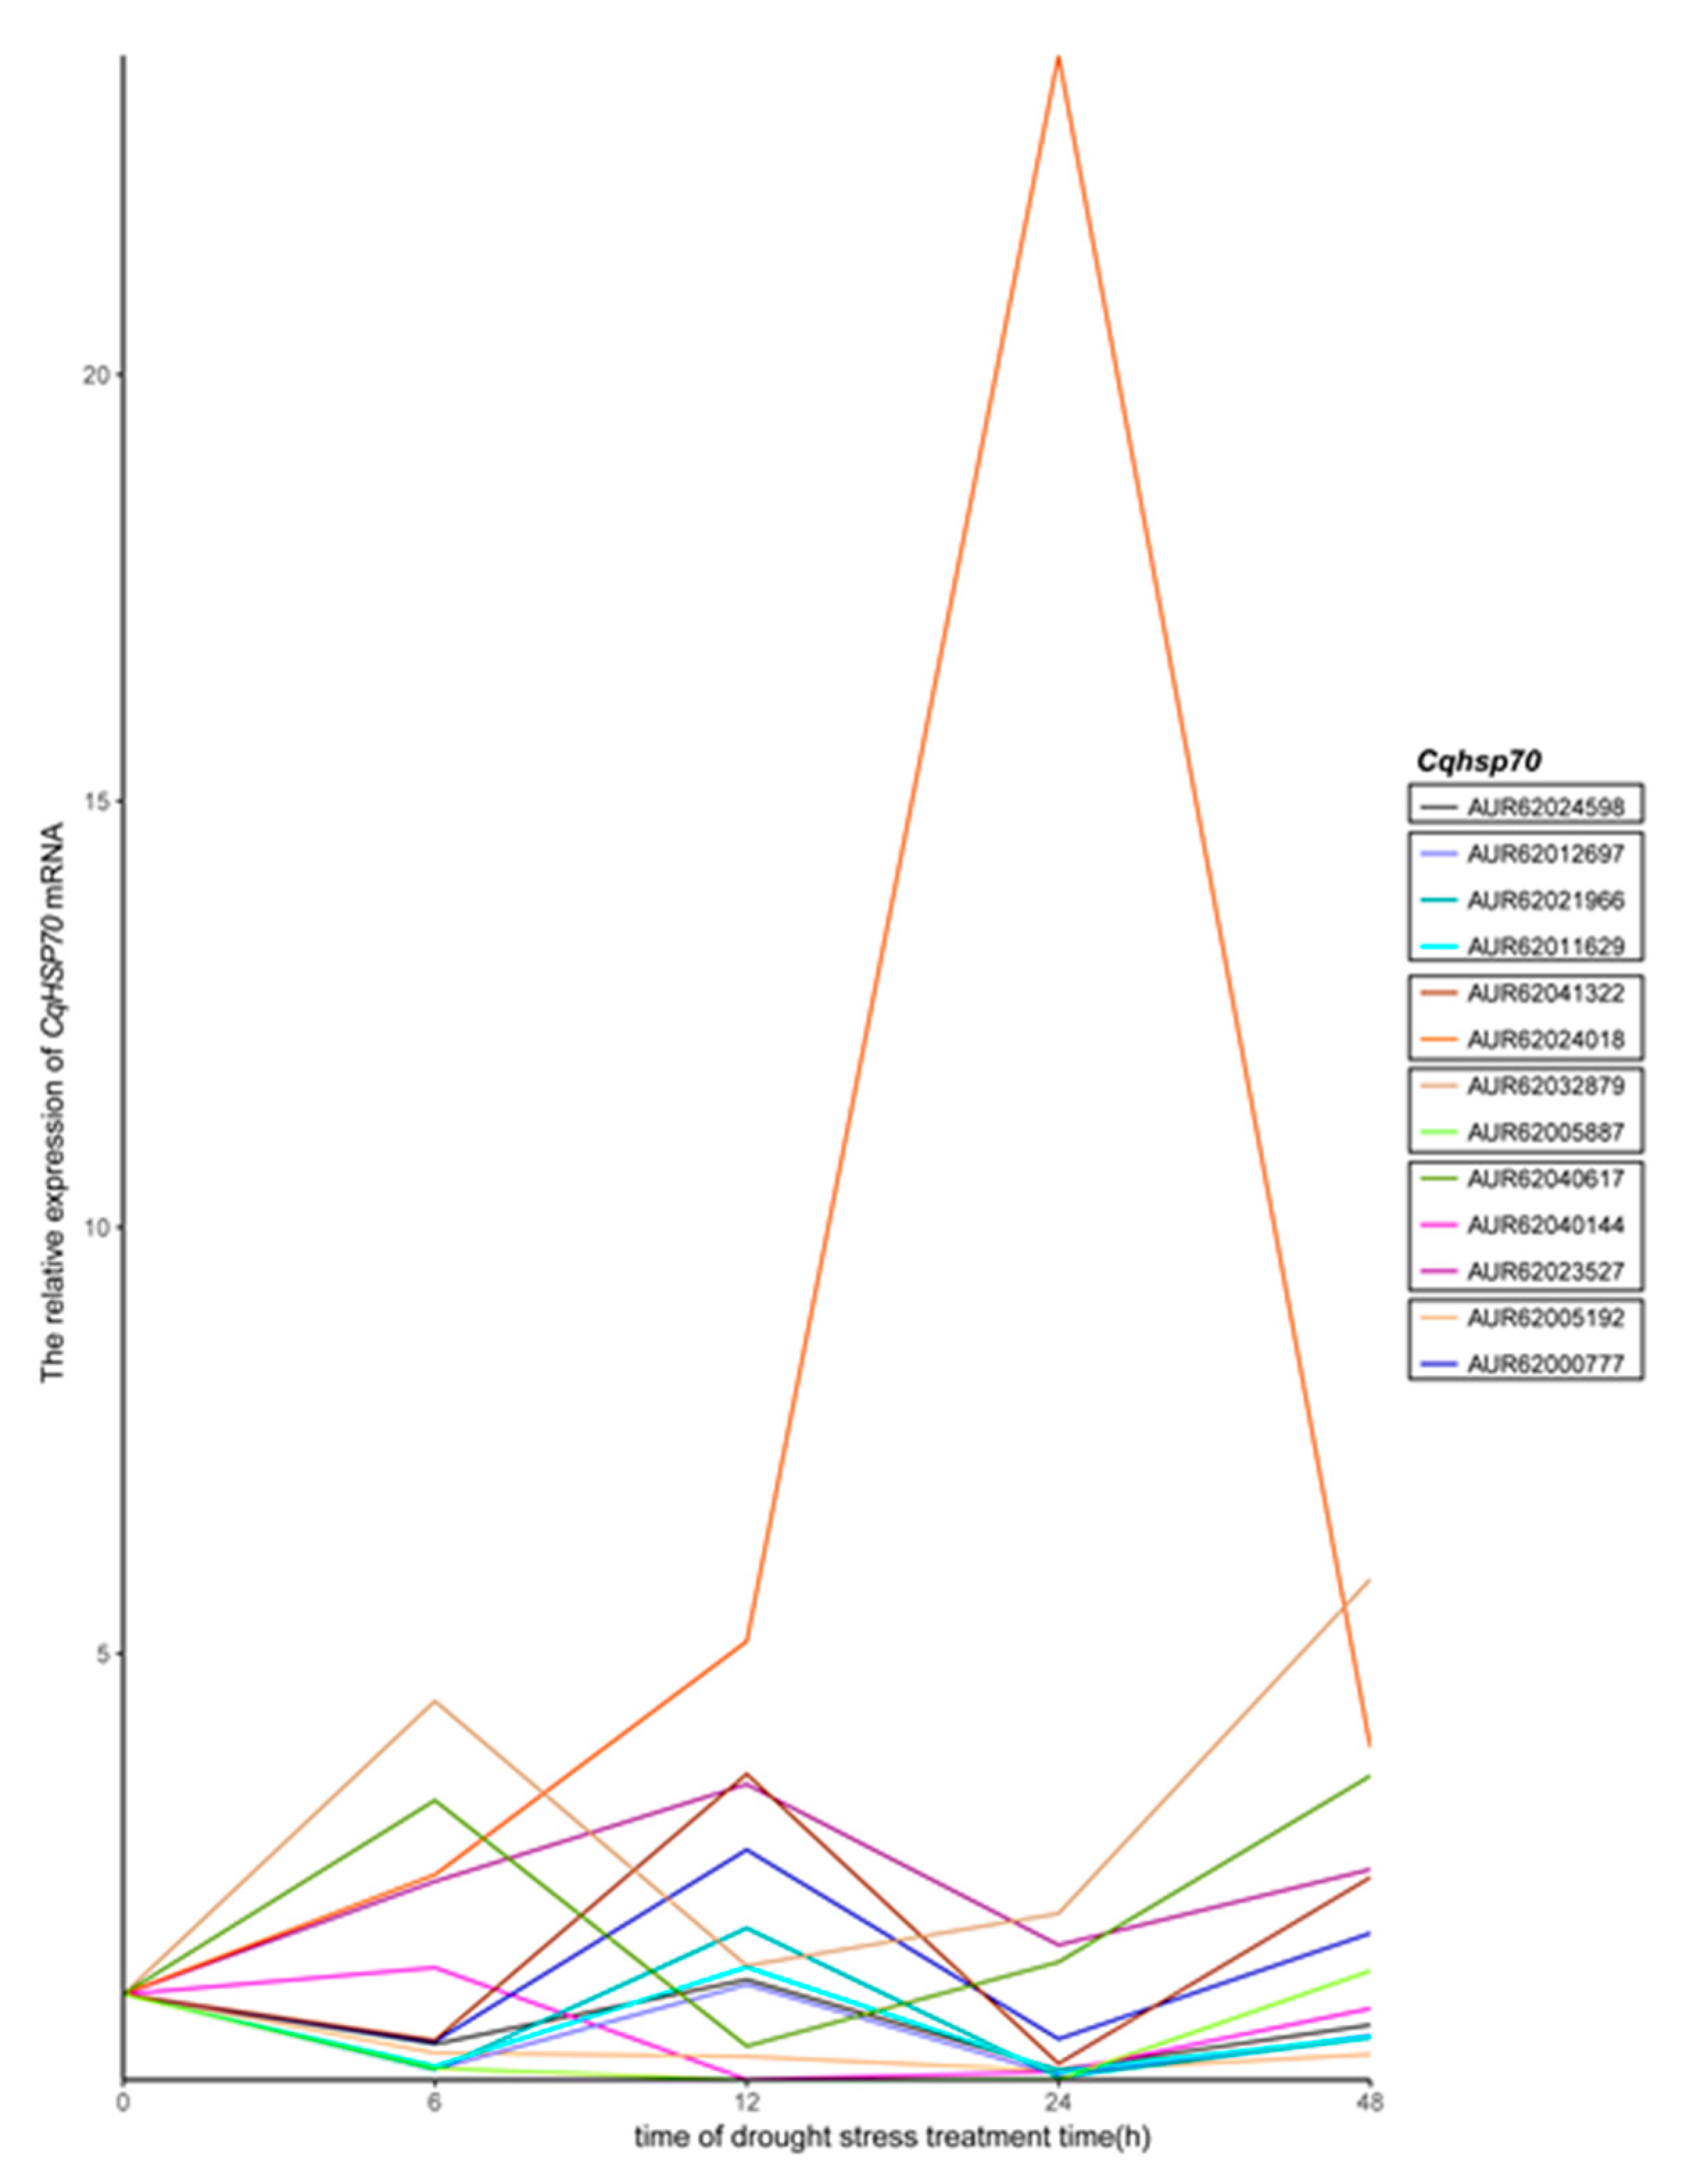 The relative expression of CqHSP70 mRNA
20
15
10
5
0
6
12
24
48
time of drought stress treatment time(h)
Cqhsp70
AUR62024598
AUR62012697
AUR62021966
AUR62011629
AUR62041322
AUR62024018
AUR62032879
AUR62005887
AUR62040617
AUR62040144
AUR62023527
AUR62005192
AUR62000777